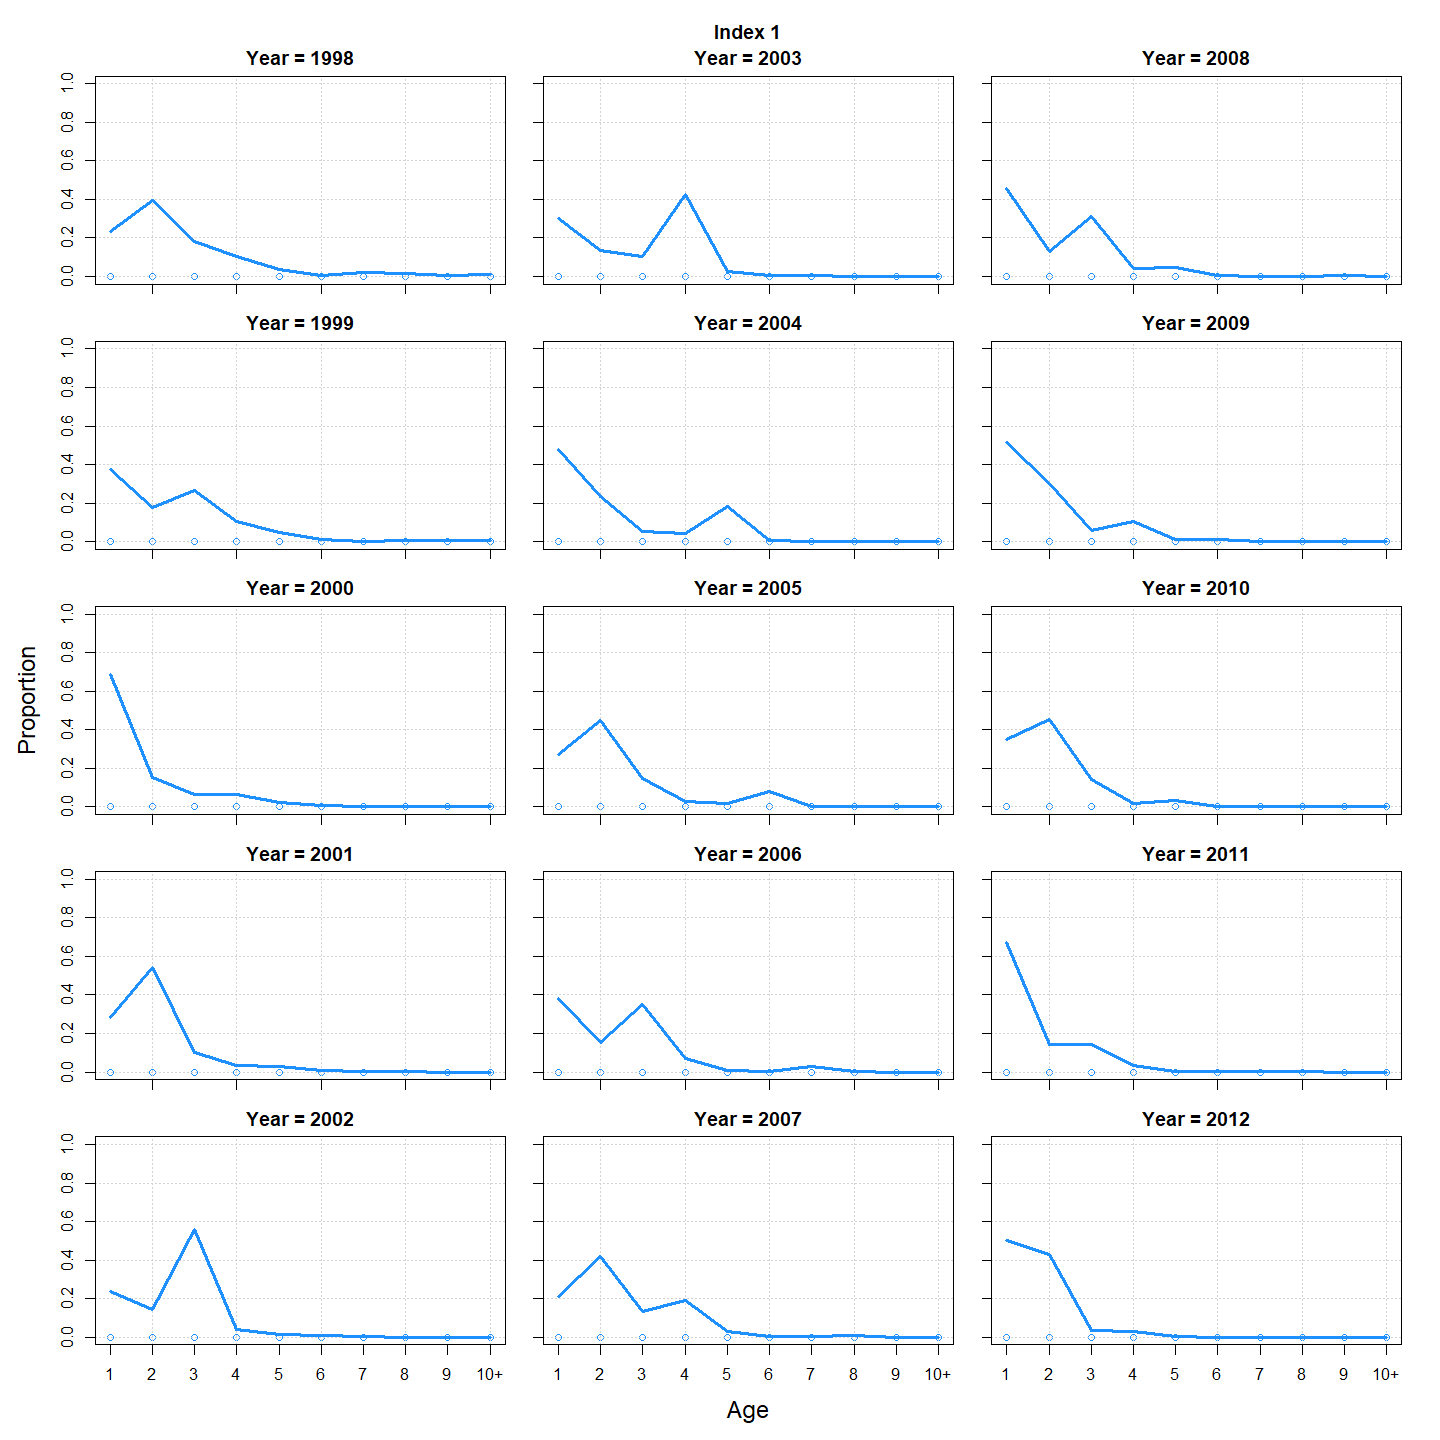 Index 1
Year = 1998
Year = 2003
Year = 2008
0.0 0.2 0.4 0.6 0.8 1.0
Year = 1999
Year = 2004
Year = 2009
0.0 0.2 0.4 0.6 0.8 1.0
Year = 2000
Year = 2005
Year = 2010
0.0 0.2 0.4 0.6 0.8 1.0
Proportion
Year = 2001
Year = 2006
Year = 2011
0.0 0.2 0.4 0.6 0.8 1.0
Year = 2002
Year = 2007
Year = 2012
0.0 0.2 0.4 0.6 0.8 1.0
1 2 3 4 5 6 7 8 9 10+
1 2 3 4 5 6 7 8 9 10+
1 2 3 4 5 6 7 8 9 10+
Age